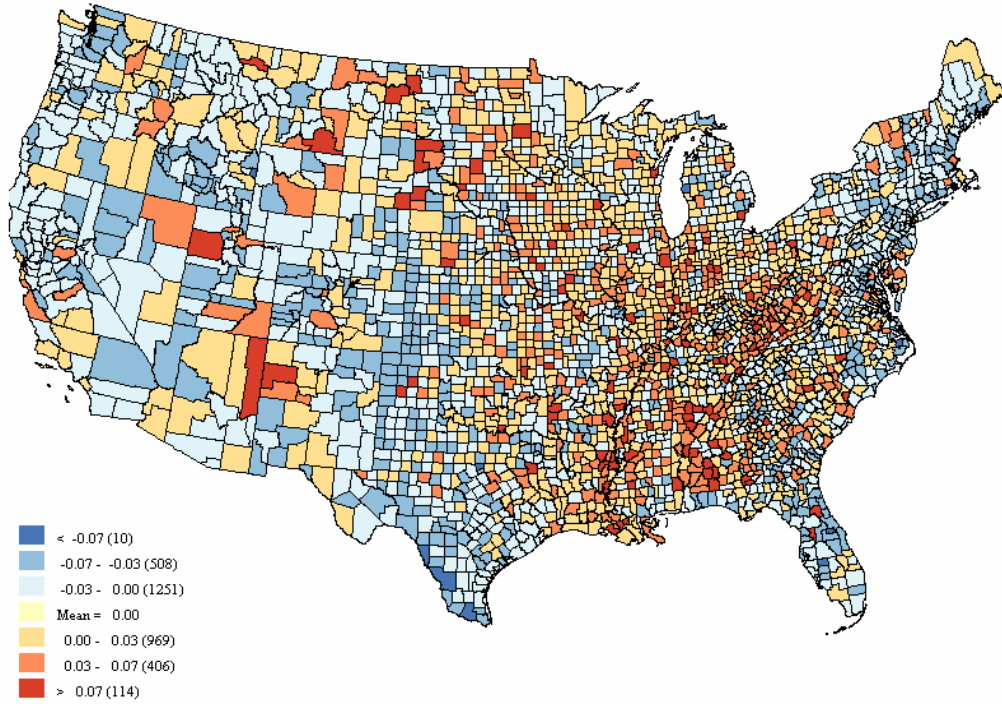 < -0.07 (10)
-0.07 - -0.03 (508)
-0.03 - 0.00 (1251)
Mean = 0.00
0.00 - 0.03 (969)
0.03 - 0.07 (406)
> 0.07 (114)